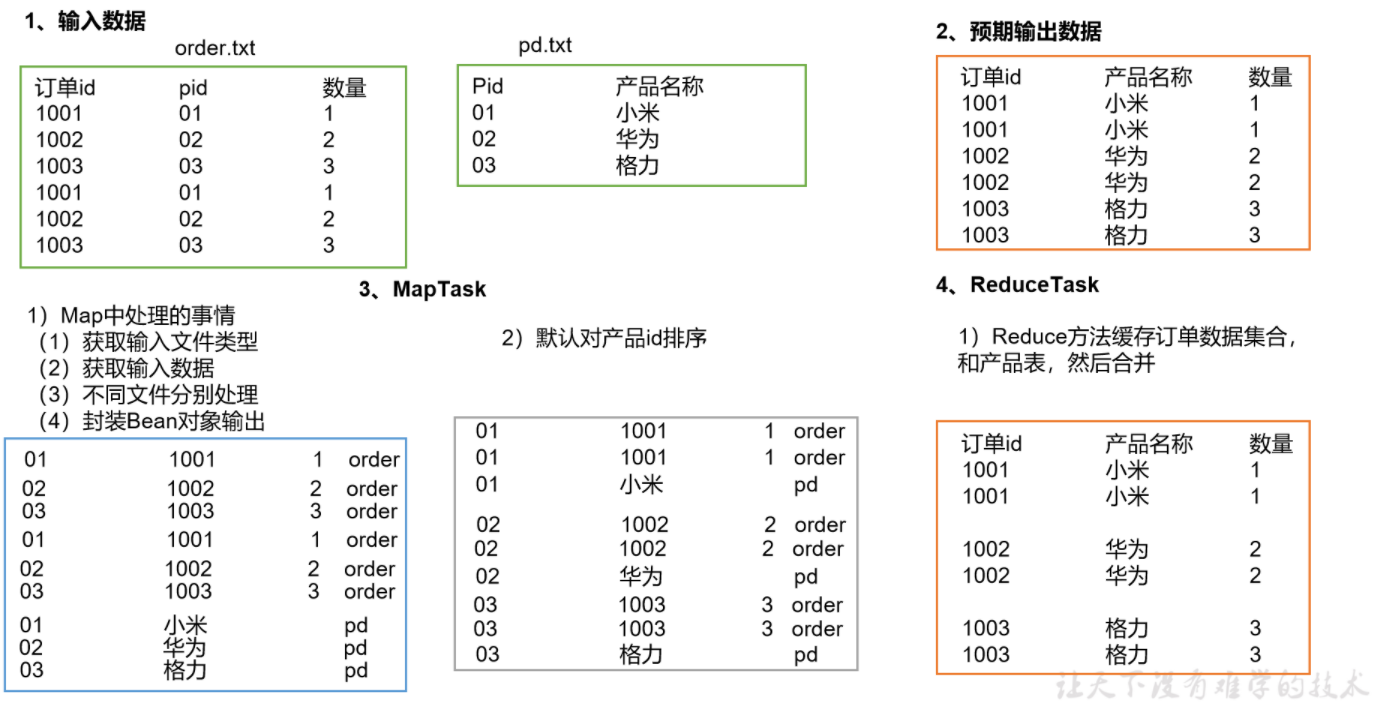 1、输入数据
order.txt
订单id pid 数量
1001 01 1
1002 02 2
1003 03 3
1001 01 1
1002 02 2
1003 03 3
pd.txt
Pid 产品名称
01 小米
02 华为
03 格力
2、预期输出数据
订单id 产品名称 数量
1001 小米 1
1001 小米 1
1002 华为 2
1002 华为 2
1003 格力 3
1003 格力 3
3、MapTask
1）Map中处理的事情
（1）获取输入文件类型
（2）获取输入数据
（3）不同文件分别处理
（4）封装Bean对象输出
01 1001 1 order
02 1002 2 order
03 1003 3 order
01 1001 1 order
02 1002 2 order
03 1003 3 order
01 小米 pd
02 华为 pd
03 格力 pd
2）默认对产品id排序
01 1001 1 order
01 1001 1 order
01 小米 pd
02 1002 2 order
02 1002 2 order
02 华为 pd
03 1003 3 order
03 1003 3 order
03 格力 pd
4、ReduceTask
1）Reduce方法缓存订单数据集合，
和产品表，然后合并
订单id 产品名称 数量
1001 小米 1
1001 小米 1
1002 华为 2
1002 华为 2
1003 格力 3
1003 格力 3
让天下没有难学的技术